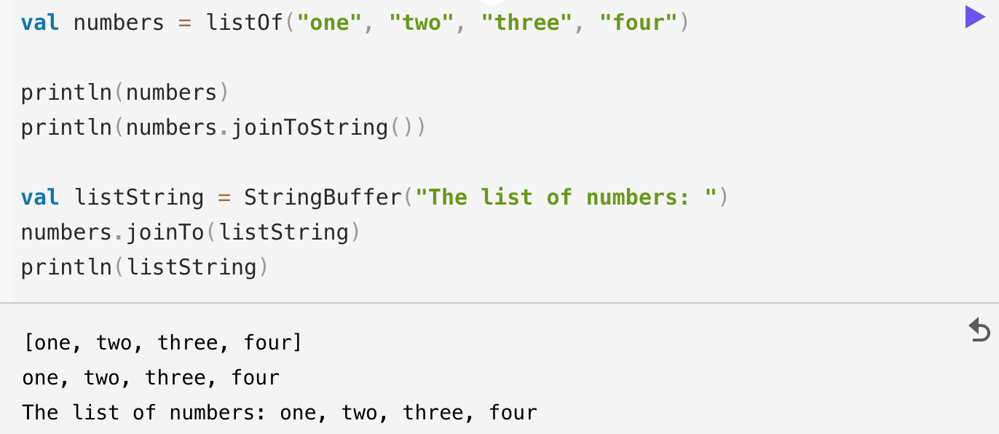 val numbers = listOf("one", "two", "three", "four")
println(numbers)
println(numbers.joinToString())
val listString = StringBuffer("The list of numbers: ")
numbers.joinTo(listString)
println(listString)
[one, two, three, four]
one, two, three, four
The list of numbers: one, two, three, four